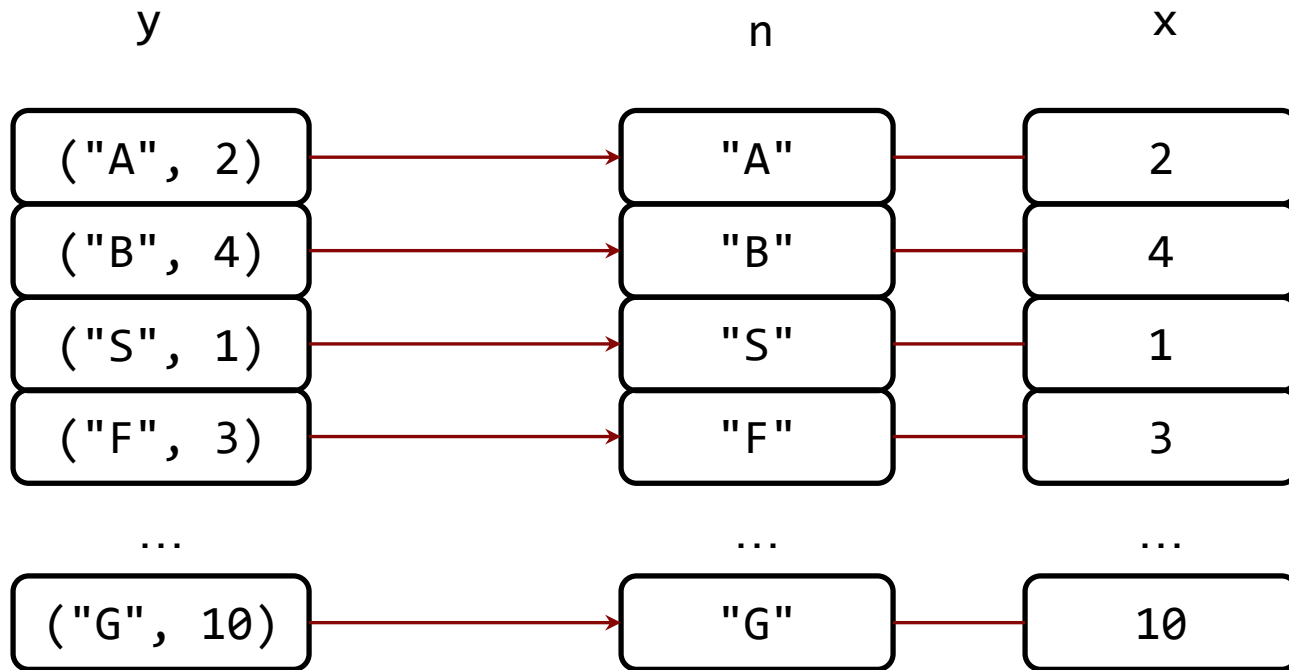 y n x
("A", 2) "A" 2
("B", 4) "B" 4
("S", 1) "S" 1
("F", 3) "F" 3
... ... ...
("G", 10) "G" 10